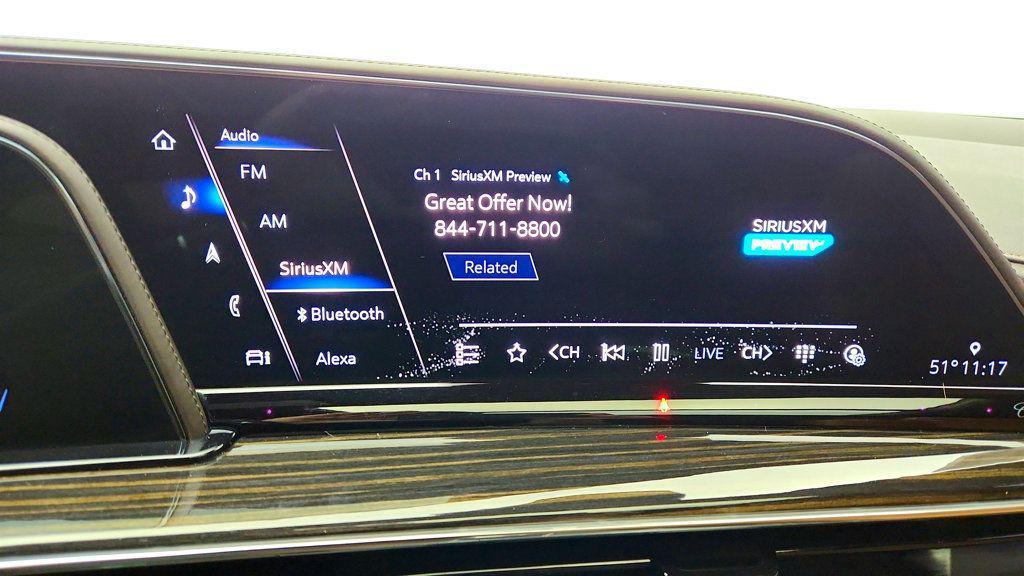 Audio
FM
AM
SiriusXM
Bluetooth
Alexa
Ch 1 SiriusXM Preview
Great Offer Now!
844-711-8800
Related
SIRIUSXM
PREVIEW
<CH
LIVE
CH>
51° 11:17